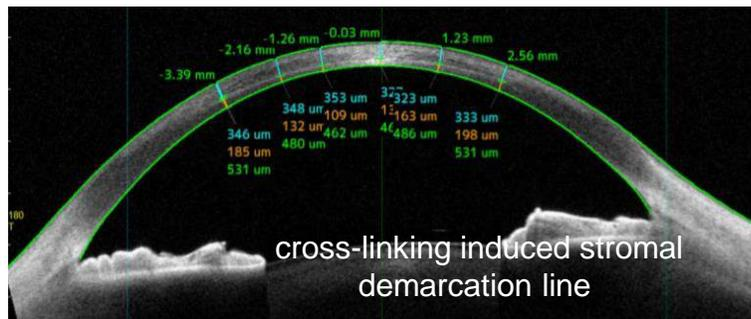 -3.39 mm
-2.16 mm
-1.26 mm
-0.03 mm
1.23 mm
2.56 mm
346 um
185 um
531 um
348 um
132 um
480 um
353 um
109 um
462 um
323 um
163 um
486 um
333 um
198 um
531 um
180
T
cross-linking induced stromal
demarcation line